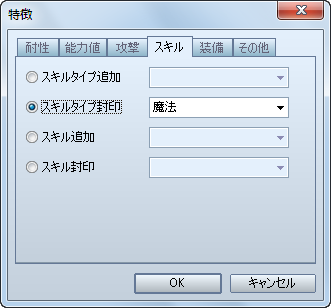 特徴
耐性 能力値 攻撃 スキル 装備 その他
スキルタイプ追加
スキルタイプ封印 魔法
スキル追加
スキル封印
OK キャンセル